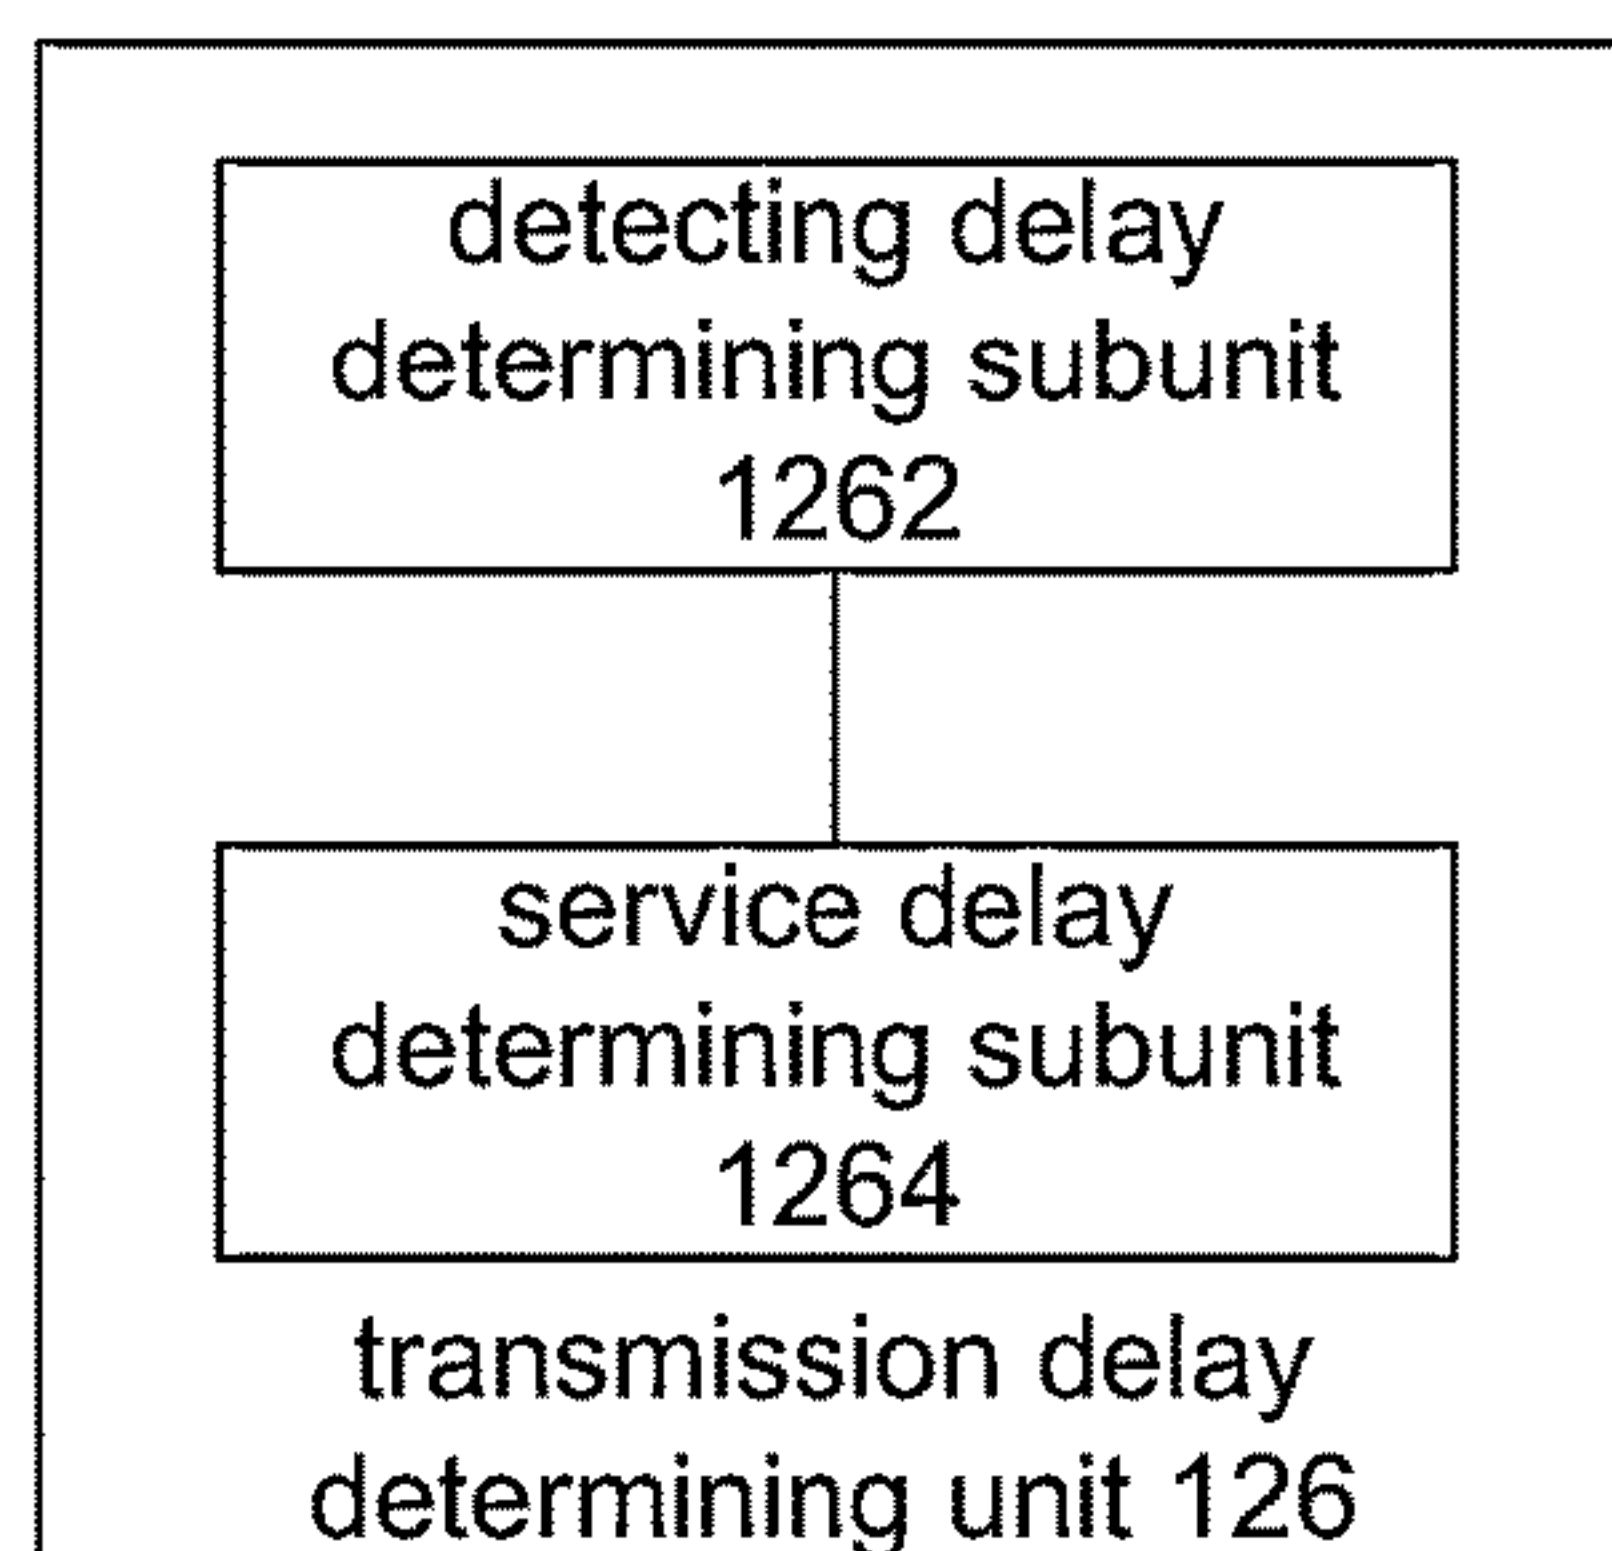 detecting delay
determining subunit
1262
service delay
determining subunit
1264
transmission delay
determining unit 126